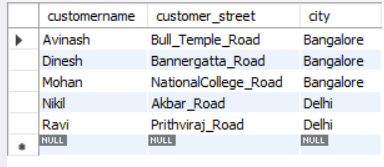 customername customer_street city
Avinash Bull_Temple_Road Bangalore
Dinesh Bannergatta_Road Bangalore
Mohan NationalCollege_Road Bangalore
Nikil Akbar_Road Delhi
Ravi Prithviraj_Road Delhi
NULL NULL NULL